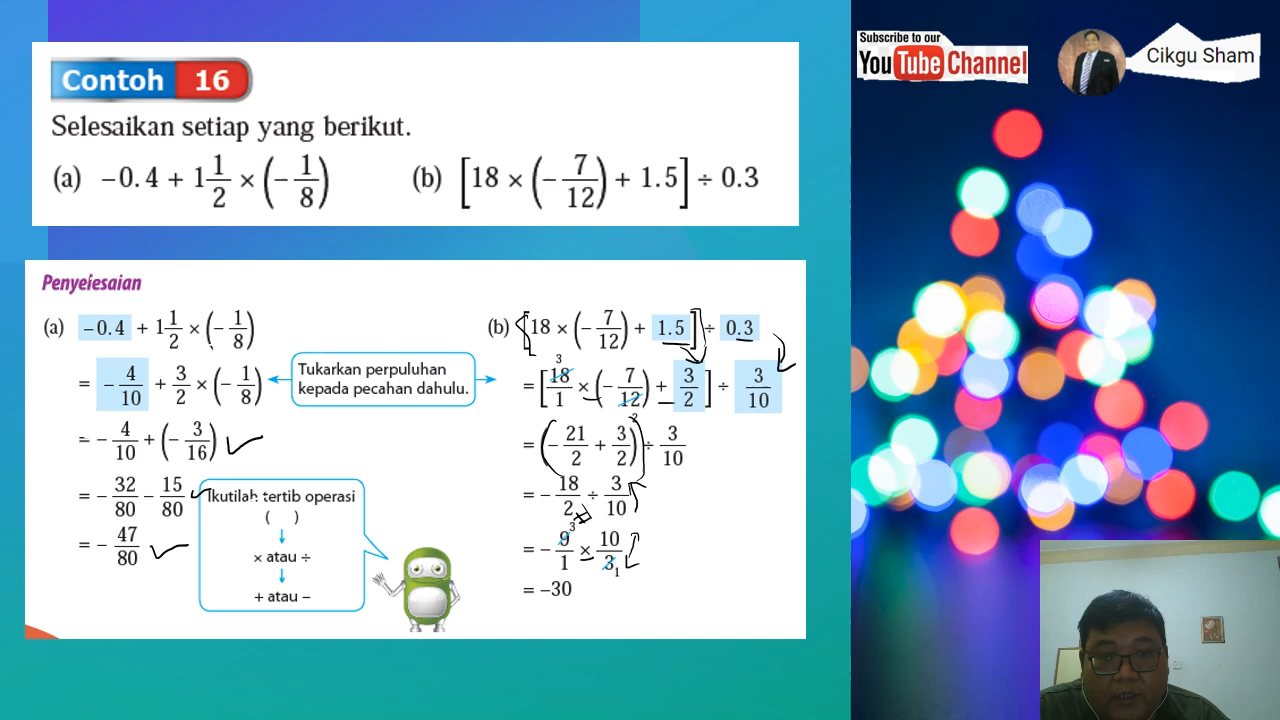 Subscribe to our
YouTube Channel
Cikgu Sham
Contoh 16
Selesaikan setiap yang berikut.
(a) −0.4 + 1 1/2 × (− 1/8)
(b) [18 × (− 7/12) + 1.5] ÷ 0.3
Penyelesaian
(a) −0.4 + 1 1/2 × (− 1/8)
= − 4/10 + 3/2 × (− 1/8)
= − 4/10 + (− 3/16)
= − 32/80 − 15/80
= − 47/80
Tukarkan perpuluhan
kepada pecahan dahulu.
Ikutilah tertib operasi
( )
↓
× atau ÷
↓
+ atau −
(b) [18 × (− 7/12) + 1.5] ÷ 0.3
= [18/1 × (− 7/12) + 3/2] ÷ 3/10
3
2
= (− 21/2 + 3/2) ÷ 3/10
= − 18/2 ÷ 3/10
= − 9/1 × 10/3
3
1
= −30